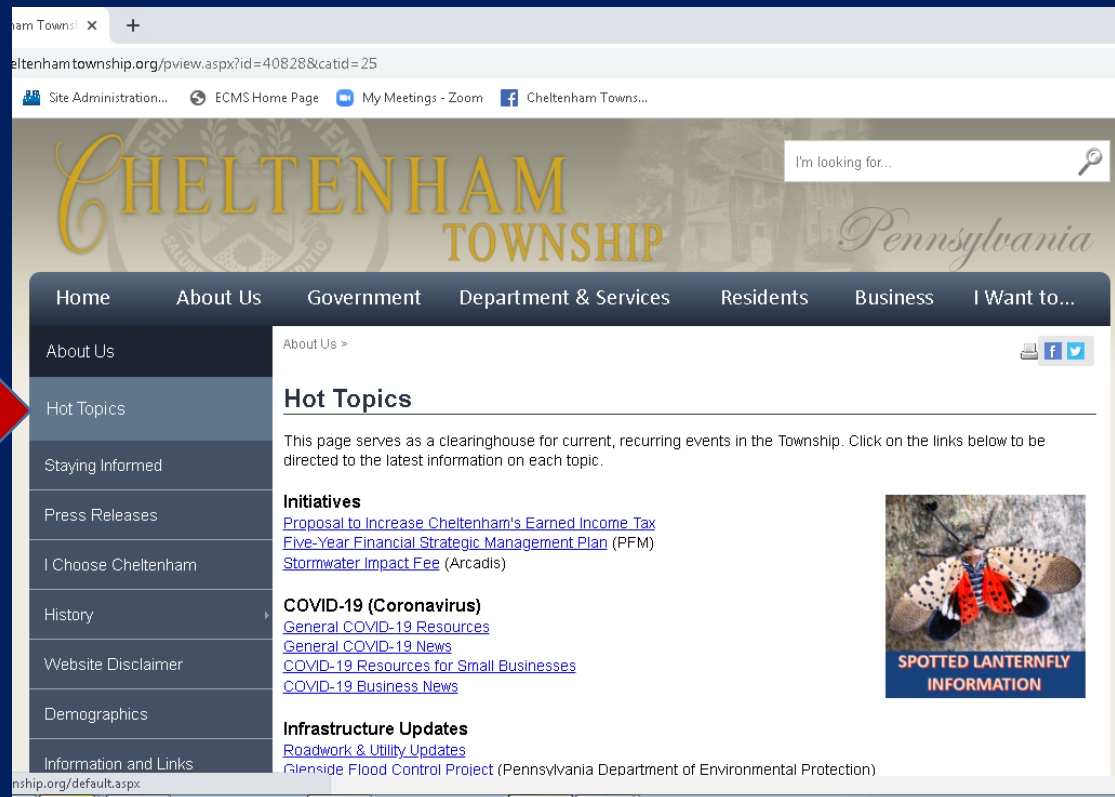 ham Towns
eltenhamtownship.org/pview.aspx?id=40828&catid=25
Site Administration... ECMS Home Page My Meetings - Zoom Cheltenham Towns...
CHELTENHAM
TOWNSHIP
Pennsylvania
I'm looking for...
Home About Us Government Department & Services Residents Business I Want to...
About Us
Hot Topics
Staying Informed
Press Releases
I Choose Cheltenham
History
Website Disclaimer
Demographics
Information and Links
About Us >
Hot Topics
This page serves as a clearinghouse for current, recurring events in the Township. Click on the links below to be
directed to the latest information on each topic.
Initiatives
Proposal to Increase Cheltenham's Earned Income Tax
Five-Year Financial Strategic Management Plan (PFM)
Stormwater Impact Fee (Arcadis)
COVID-19 (Coronavirus)
General COVID-19 Resources
General COVID-19 News
COVID-19 Resources for Small Businesses
COVID-19 Business News
Infrastructure Updates
Roadwork & Utility Updates
Glenside Flood Control Project (Pennsylvania Department of Environmental Protection)
SPOTTED LANTERNFLY
INFORMATION
nship.org/default.aspx